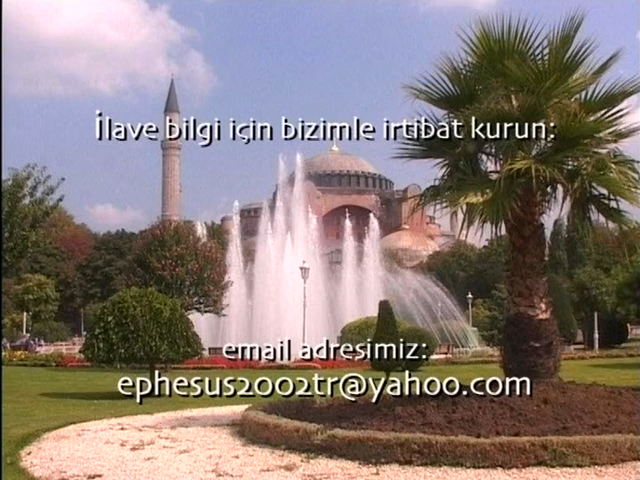 İlave bilgi için bizimle irtibat kurun:
email adresimiz:
ephesus2002tr@yahoo.com